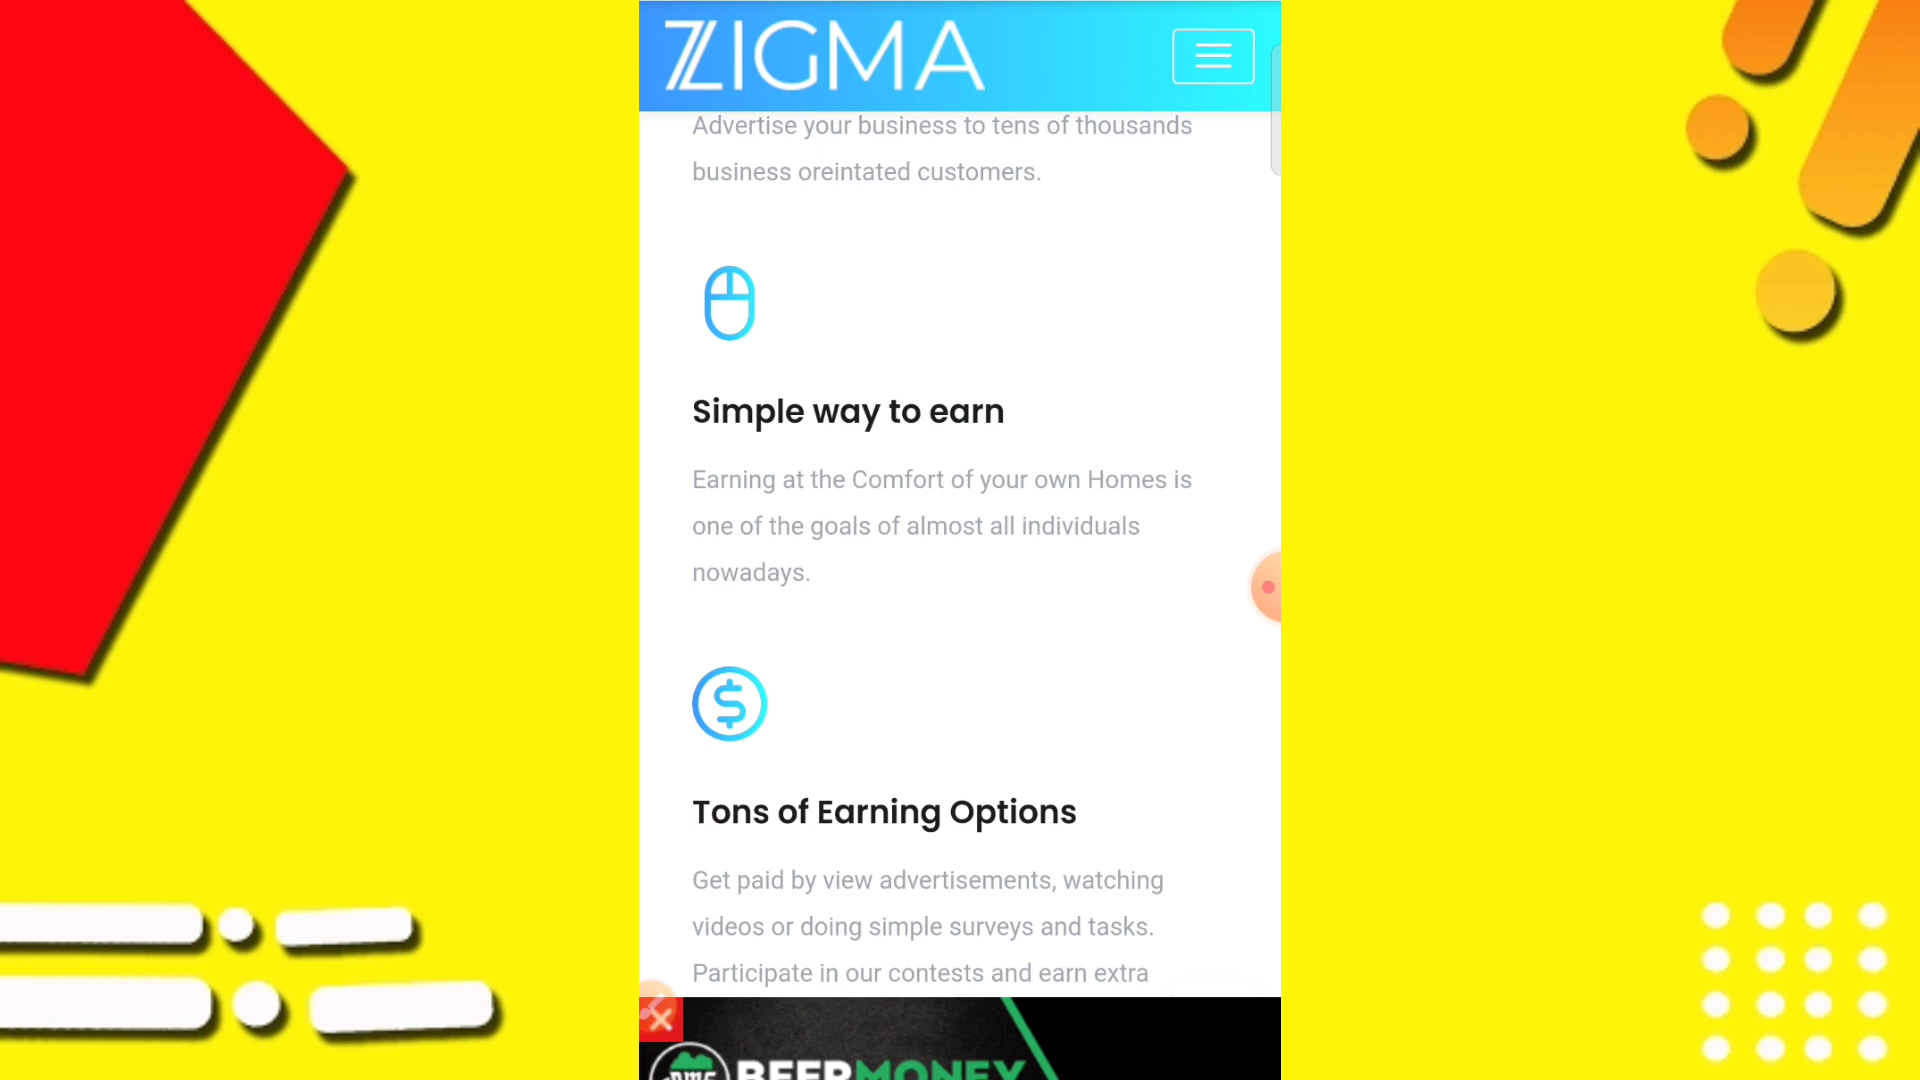 ZIGMA
Advertise your business to tens of thousands
business oreintated customers.
Simple way to earn
Earning at the Comfort of your own Homes is
one of the goals of almost all individuals
nowadays.
Tons of Earning Options
Get paid by view advertisements, watching
videos or doing simple surveys and tasks.
Participate in our contests and earn extra
BEERMONEY